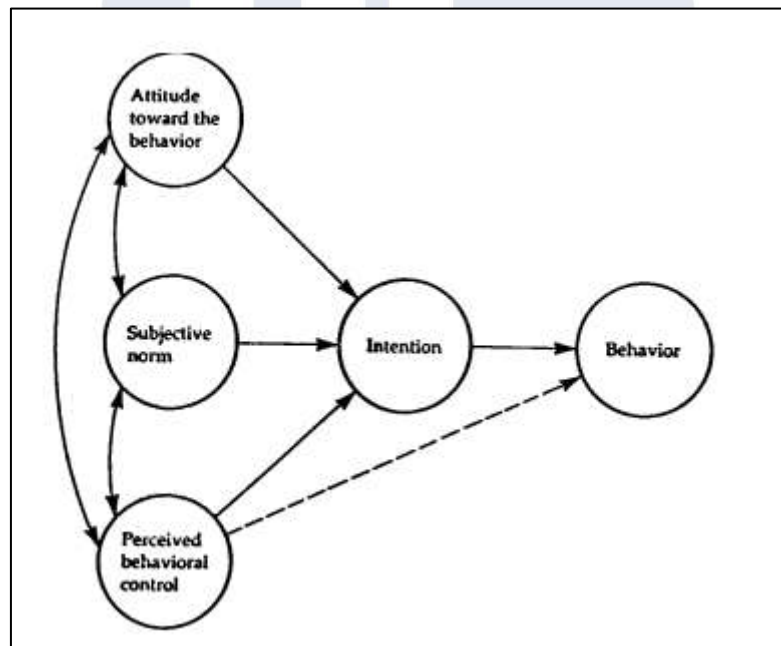 Attitude
toward the
behavior
Subjective
norm
Intention
Behavior
Perceived
behavioral
control